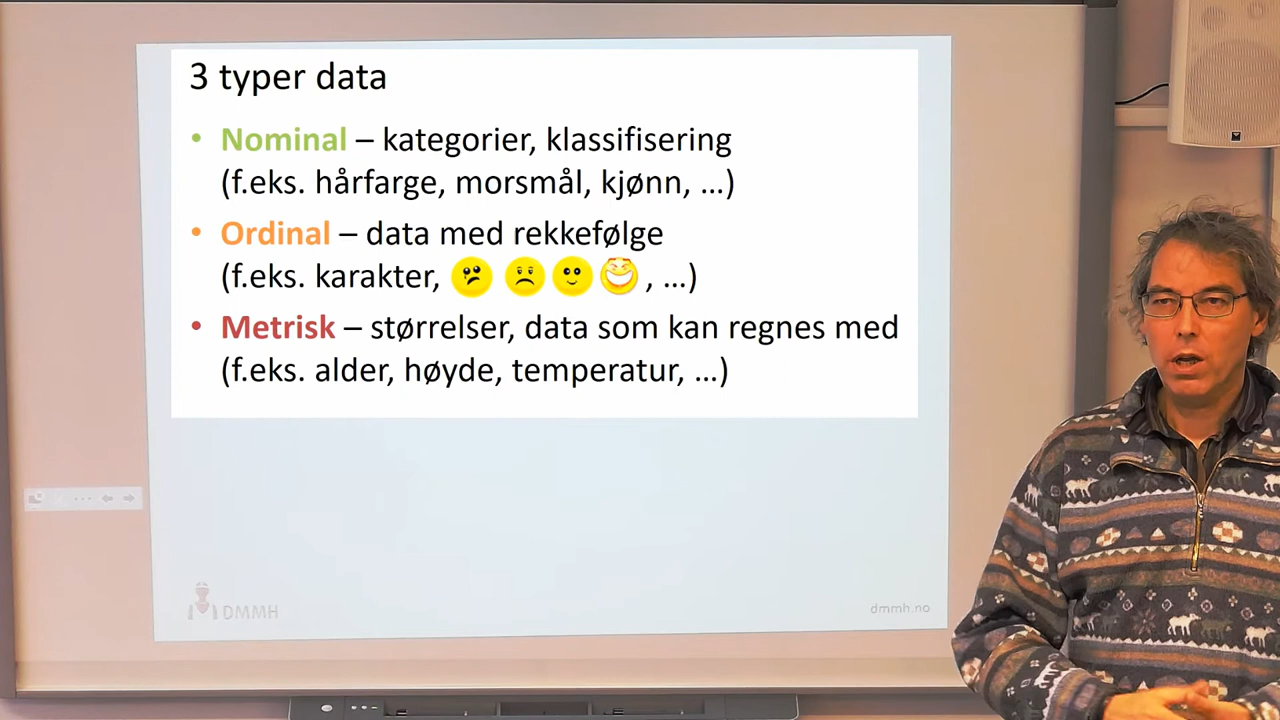 3 typer data
• Nominal – kategorier, klassifisering
(f.eks. hårfarge, morsmål, kjønn, ...)
• Ordinal – data med rekkefølge
(f.eks. karakter, , ...)
• Metrisk – størrelser, data som kan regnes med
(f.eks. alder, høyde, temperatur, ...)
DMMH
dmmh.no